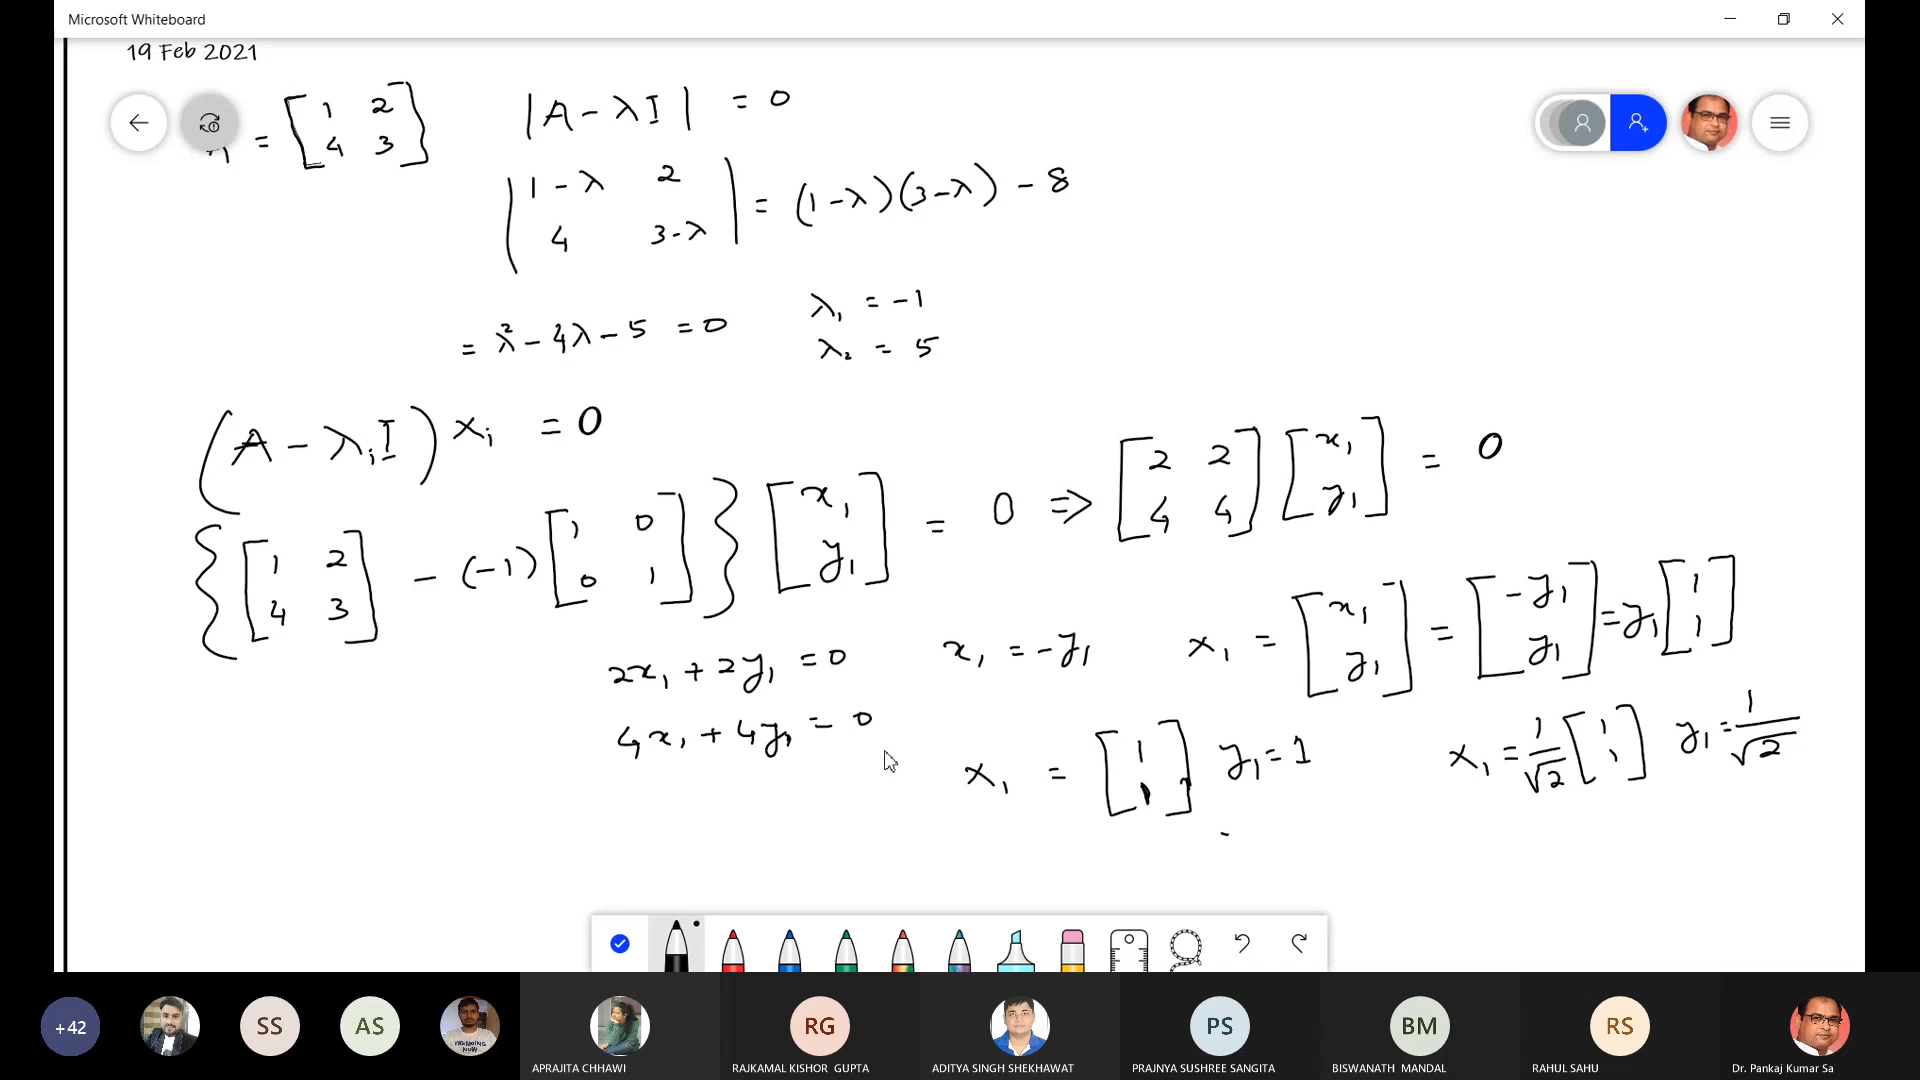 Microsoft Whiteboard
19 Feb 2021
= [1 2; 4 3]
|A - λI| = 0
|1-λ 2; 4 3-λ| = (1-λ)(3-λ) - 8
= λ² - 4λ - 5 = 0
λ₁ = -1
λ₂ = 5
(A - λᵢI) xᵢ = 0
{[1 2; 4 3] - (-1)[1 0; 0 1]} [x₁; y₁] = 0 => [2 2; 4 4] [x₁; y₁] = 0
2x₁ + 2y₁ = 0
4x₁ + 4y₁ = 0
x₁ = -y₁
X₁ = [x₁; y₁] = [-y₁; y₁] = y₁[1; 1]
X₁ = [1; 1] y₁ = 1
X₁ = 1/√2 [1; 1] y₁ = 1/√2
+42
SS
AS
TRENDING NOW
RG
PS
BM
RS
APRAJITA CHHAWI
RAJKAMAL KISHOR GUPTA
ADITYA SINGH SHEKHAWAT
PRAJNYA SUSHREE SANGITA
BISWANATH MANDAL
RAHUL SAHU
Dr. Pankaj Kumar Sa